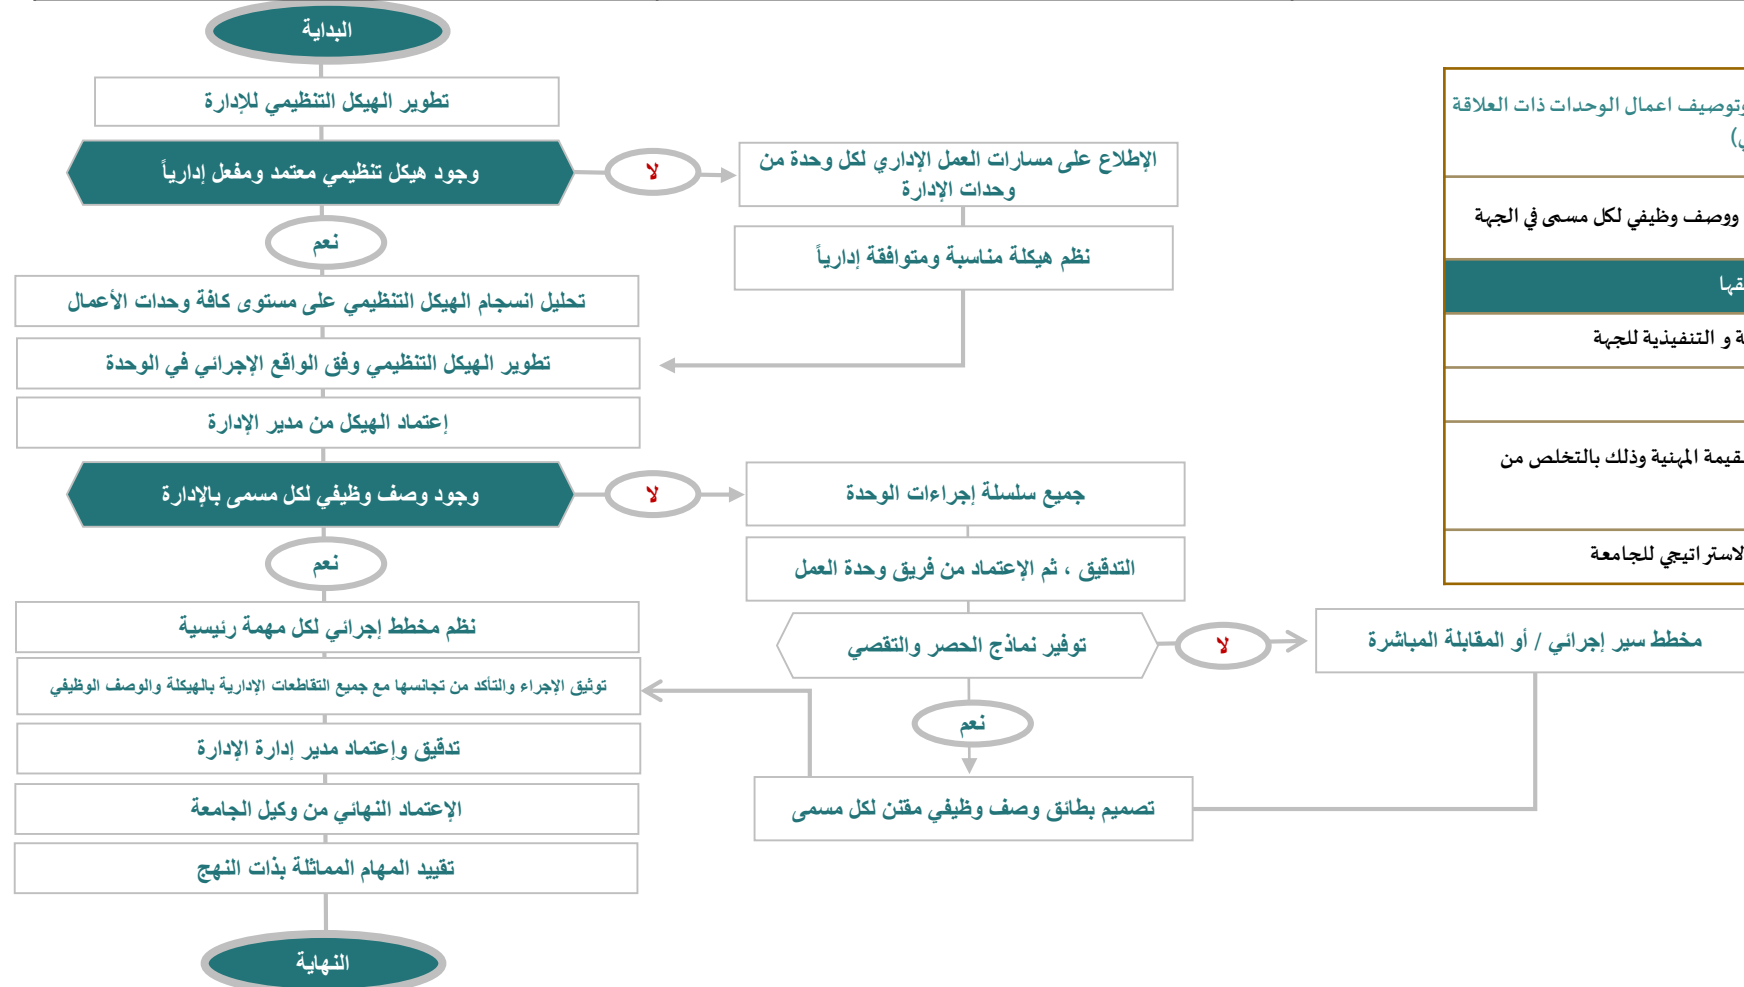 البداية
تطوير الهيكل التنظيمي للإدارة
وجود هيكل تنظيمي معتمد ومفعل إدارياً
لا
الإطلاع على مسارات العمل الإداري لكل وحدة من
وحدات الإدارة
نظم هيكلة مناسبة ومتوافقة إدارياً
نعم
تحليل انسجام الهيكل التنظيمي على مستوى كافة وحدات الأعمال
تطوير الهيكل التنظيمي وفق الواقع الإجرائي في الوحدة
إعتماد الهيكل من مدير الإدارة
وجود وصف وظيفي لكل مسمى بالإدارة
لا
جميع سلسلة إجراءات الوحدة
التدقيق ، ثم الإعتماد من فريق وحدة العمل
توفير نماذج الحصر والتقصي
لا
مخطط سير إجرائي / أو المقابلة المباشرة
نعم
تصميم بطائق وصف وظيفي مقنن لكل مسمى
نعم
نظم مخطط إجرائي لكل مهمة رئيسية
توثيق الإجراء والتأكد من تجانسها مع جميع التقاطعات الإدارية بالهيكلة والوصف الوظيفي
تدقيق وإعتماد مدير إدارة الإدارة
الإعتماد النهائي من وكيل الجامعة
تقييد المهام المماثلة بذات النهج
النهاية
وتوصيف اعمال الوحدات ذات العلاقة
ي)
ووصف وظيفي لكل مسمى في الجهة
قها
ة و التنفيذية للجهة
لقيمة المهنية وذلك بالتخلص من
لاستراتيجي للجامعة